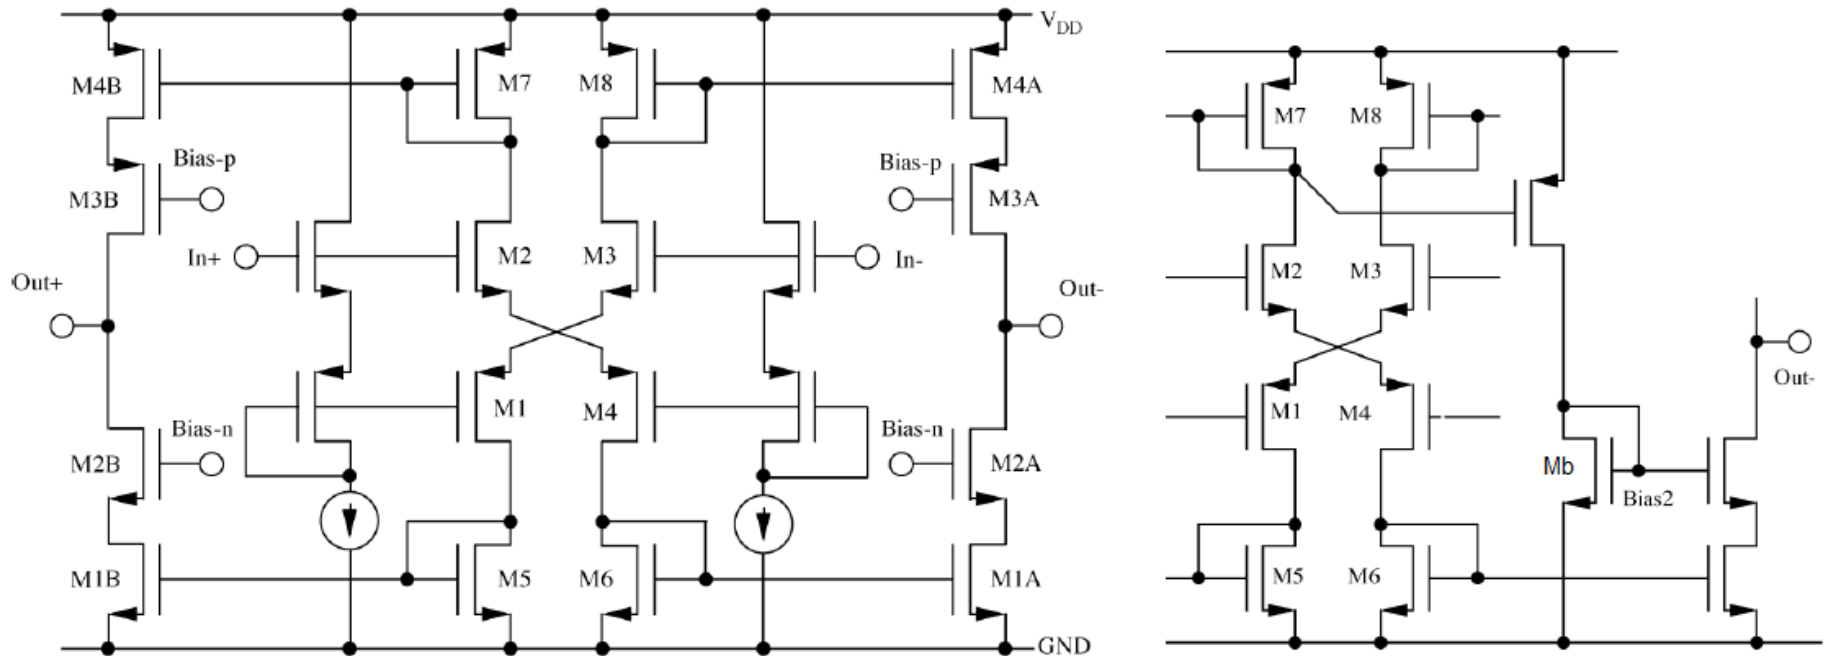 V_DD
M4B
M7
M8
M4A
Bias-p
Bias-p
M3B
M3A
In+
M2
M3
In-
Out+
Out-
M1
M4
Bias-n
Bias-n
M2B
M2A
M1B
M5
M6
M1A
GND
M7
M8
M2
M3
M1
M4
Out-
Mb
Bias2
M5
M6